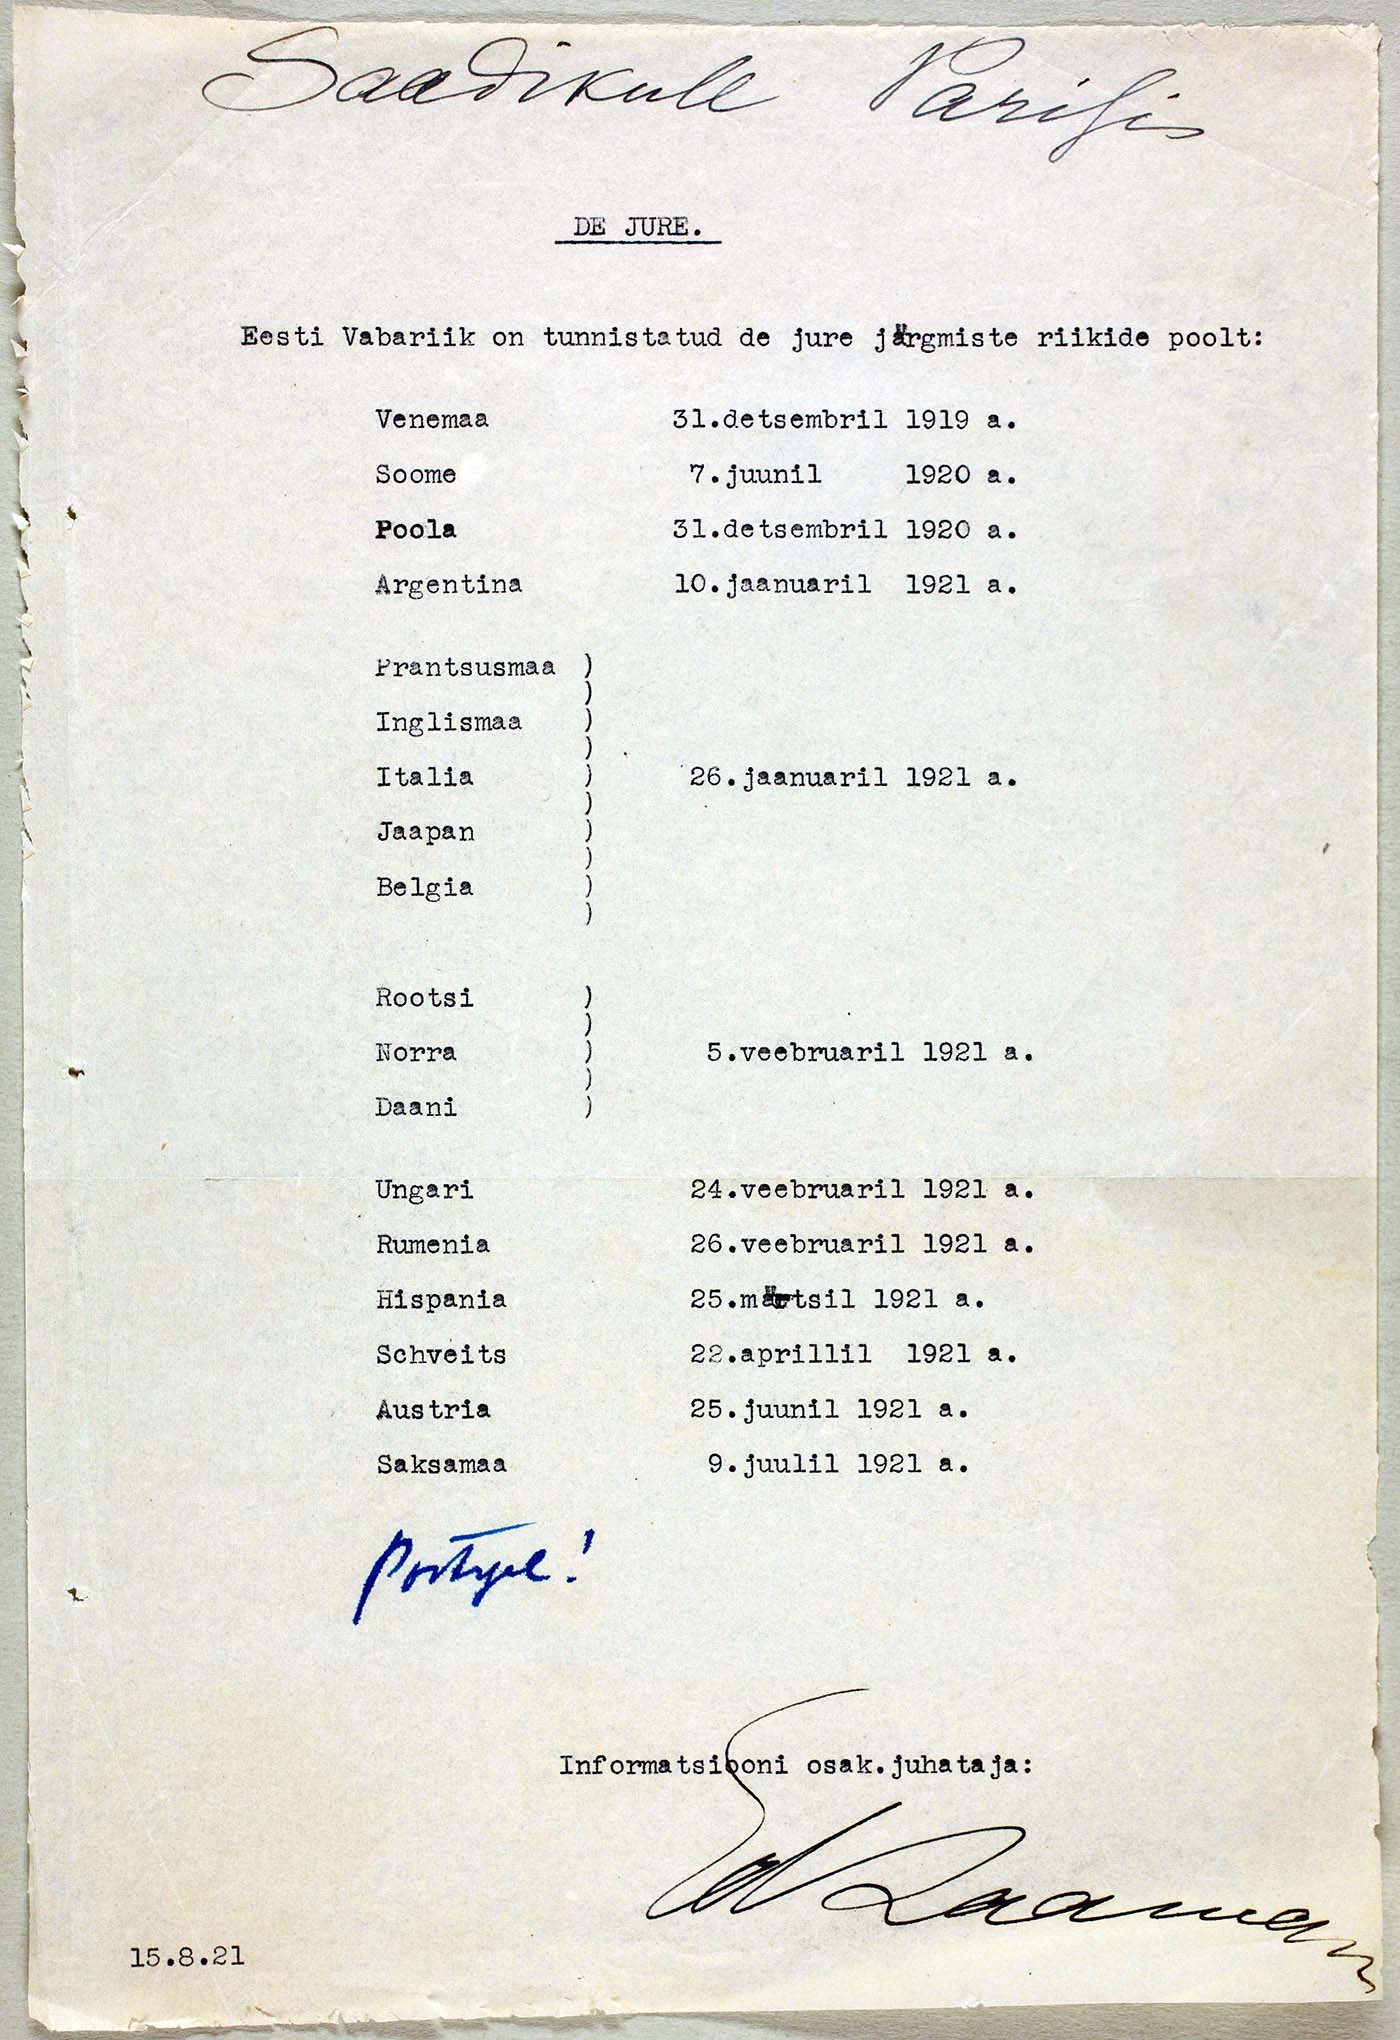 Saadikule Parisis
DE JURE.
Eesti Vabariik on tunnistatud de jure järgmiste riikide poolt:
Venemaa 31.detsembril 1919 a.
Soome 7.juunil 1920 a.
Poola 31.detsembril 1920 a.
Argentina 10.jaanuaril 1921 a.
Prantsusmaa )
)
Inglismaa )
)
Italia ) 26.jaanuaril 1921 a.
)
Jaapan )
)
Belgia )
)
Rootsi )
)
Norra ) 5.veebruaril 1921 a.
)
Daani )
Ungari 24.veebruaril 1921 a.
Rumenia 26.veebruaril 1921 a.
Hispania 25.märtsil 1921 a.
Schveits 22.aprillil 1921 a.
Austria 25.juunil 1921 a.
Saksamaa 9.juulil 1921 a.
Portugal!
Informatsiooni osak.juhataja:
Ed Laaman
15.8.21